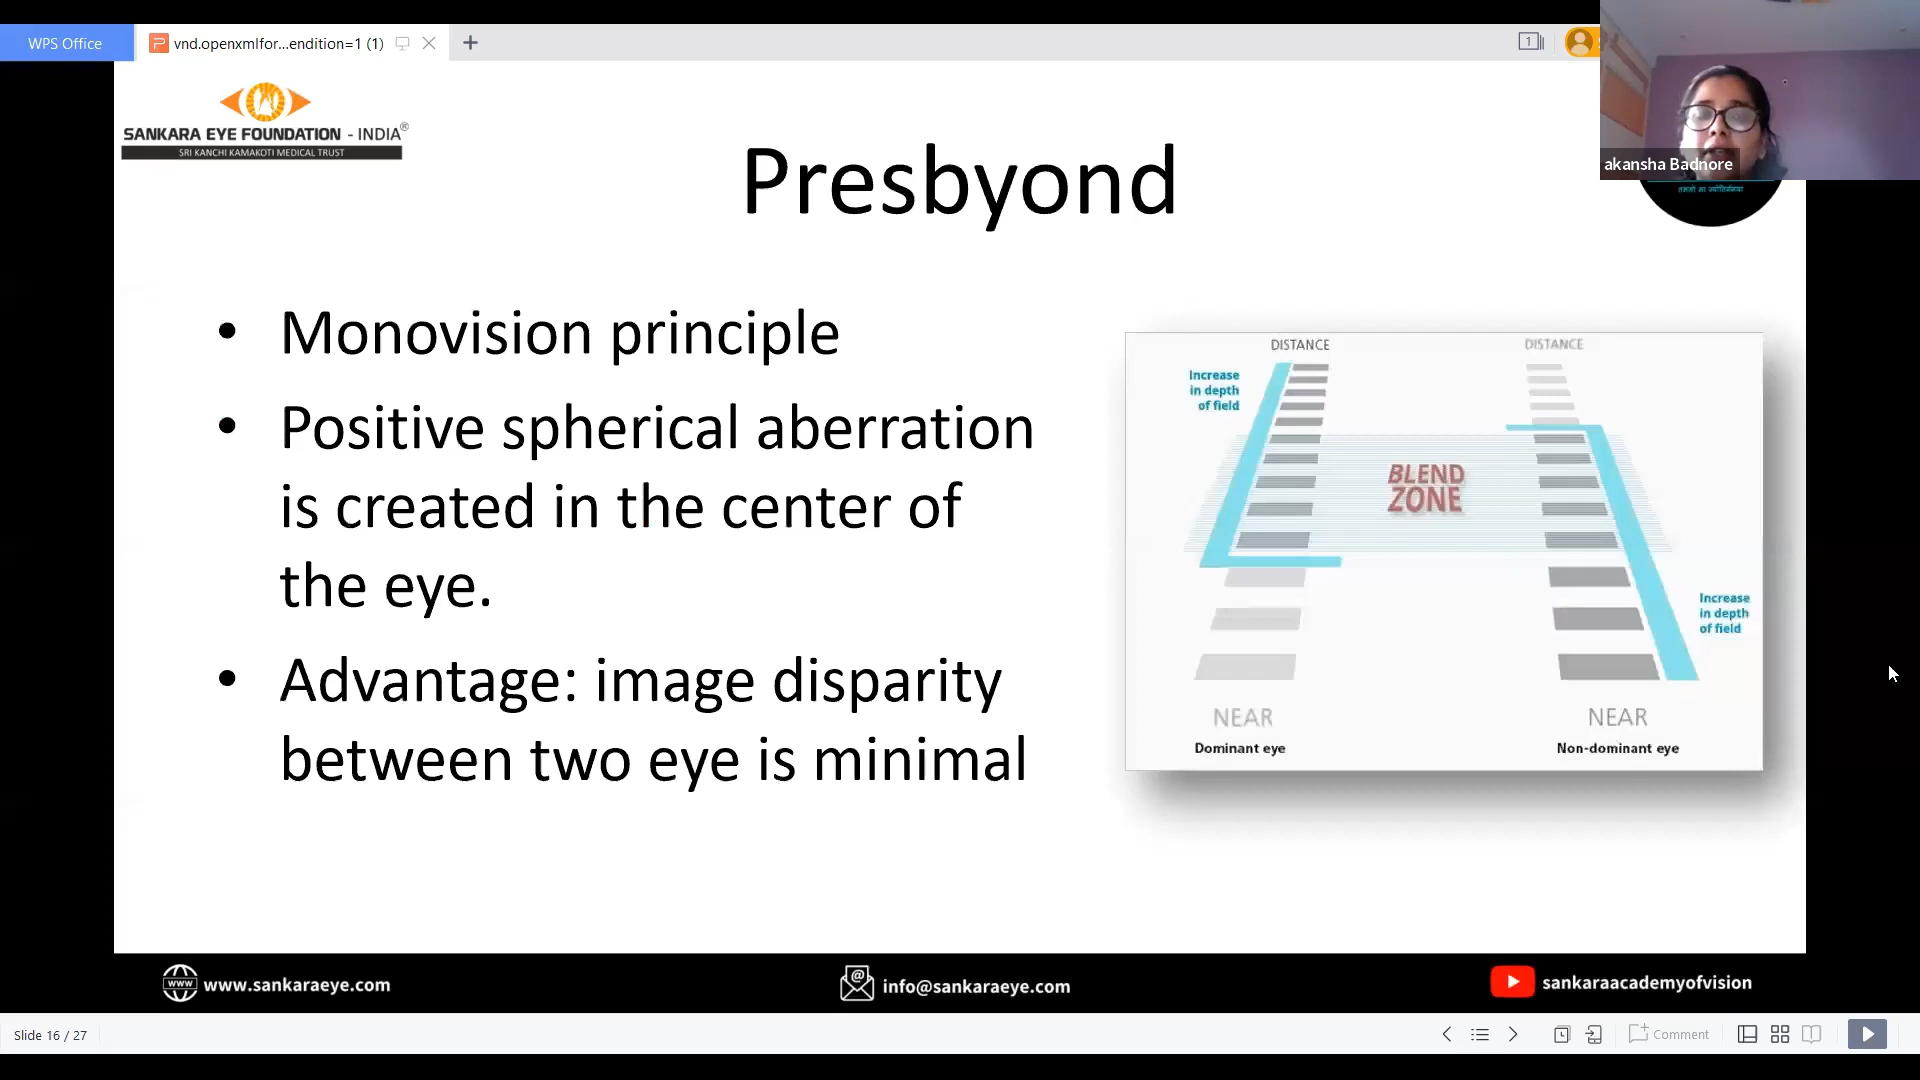 WPS Office
vnd.openxmlfor...endition=1 (1)
1
SANKARA EYE FOUNDATION - INDIA®
SRI KANCHI KAMAKOTI MEDICAL TRUST
akansha Badnore
तमसो मा ज्योतिर्गमय
Presbyond
• Monovision principle
• Positive spherical aberration
is created in the center of
the eye.
• Advantage: image disparity
between two eye is minimal
DISTANCE
DISTANCE
Increase
in depth
of field
BLEND
ZONE
Increase
in depth
of field
NEAR
NEAR
Dominant eye
Non-dominant eye
www.sankaraeye.com
info@sankaraeye.com
sankaraacademyofvision
Slide 16 / 27
Comment